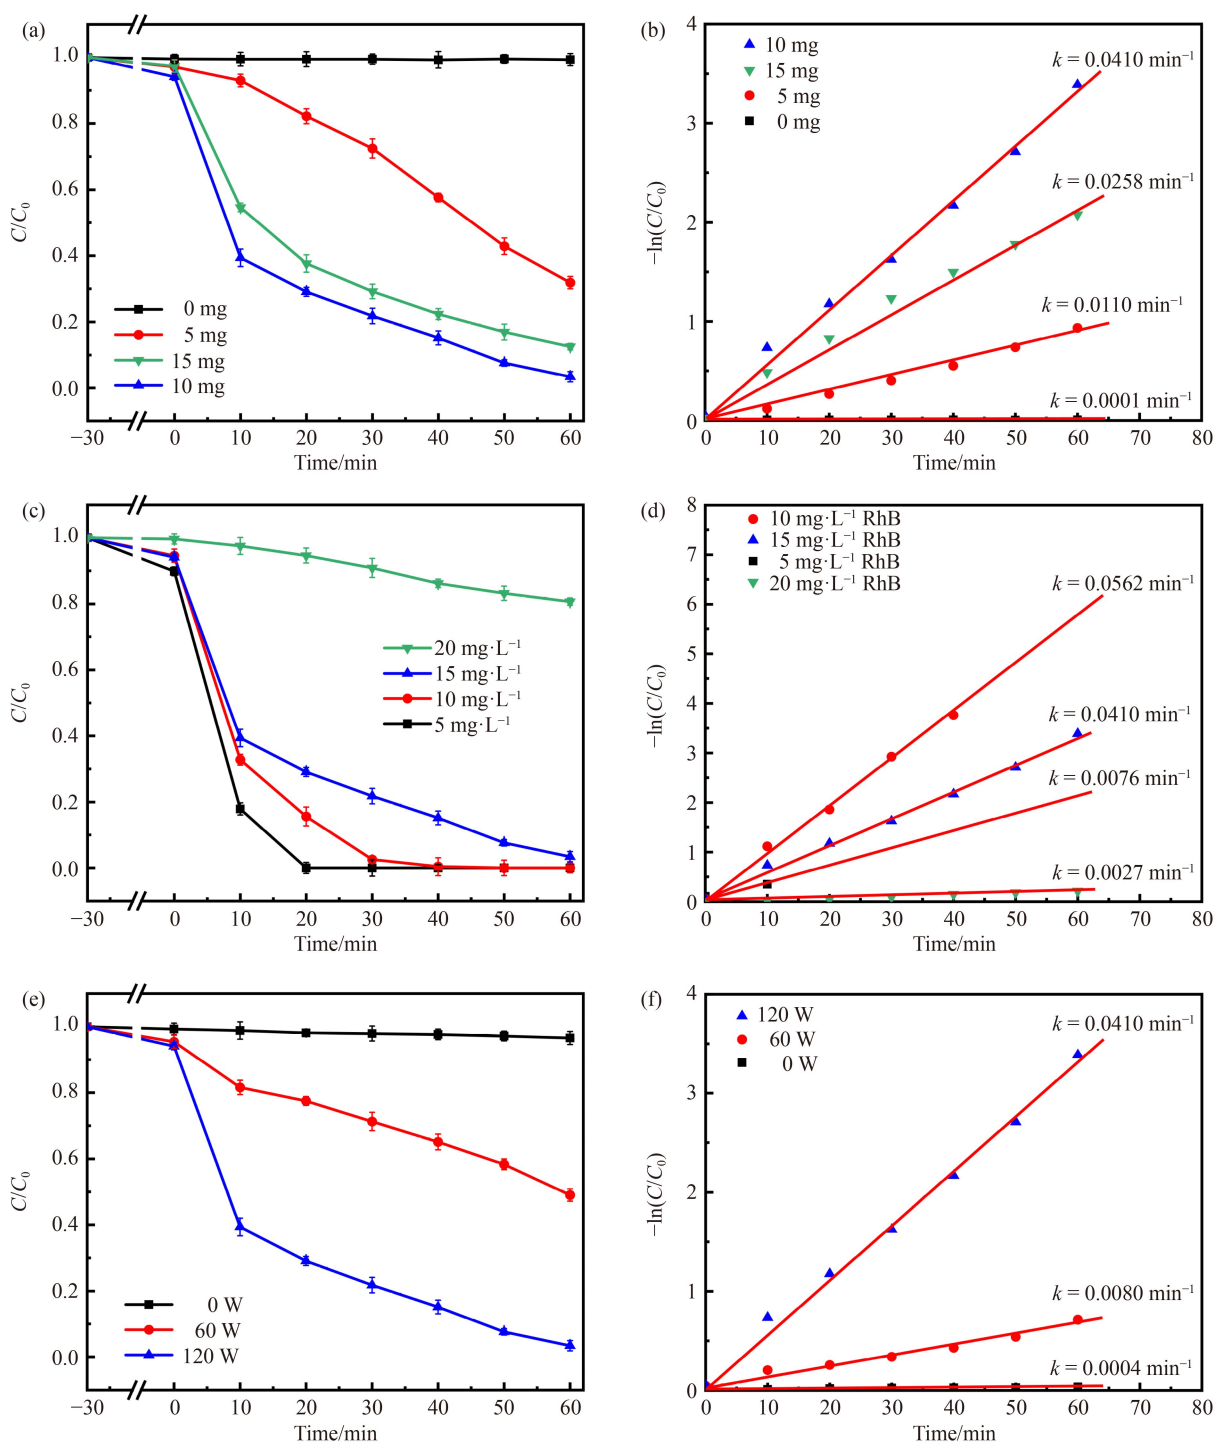 (a)
1.0
0.8
0.6
0.4
0.2
0.0
C/C₀
0 mg
5 mg
15 mg
10 mg
−30 0 10 20 30 40 50 60
Time/min
(b)
4
3
2
1
0
−ln(C/C₀)
10 mg
15 mg
5 mg
0 mg
k = 0.0410 min⁻¹
k = 0.0258 min⁻¹
k = 0.0110 min⁻¹
k = 0.0001 min⁻¹
0 10 20 30 40 50 60 70 80
Time/min
(c)
1.0
0.8
0.6
0.4
0.2
0.0
C/C₀
20 mg·L⁻¹
15 mg·L⁻¹
10 mg·L⁻¹
5 mg·L⁻¹
−30 0 10 20 30 40 50 60
Time/min
(d)
8
7
6
5
4
3
2
1
0
−ln(C/C₀)
10 mg·L⁻¹ RhB
15 mg·L⁻¹ RhB
5 mg·L⁻¹ RhB
20 mg·L⁻¹ RhB
k = 0.0562 min⁻¹
k = 0.0410 min⁻¹
k = 0.0076 min⁻¹
k = 0.0027 min⁻¹
0 10 20 30 40 50 60 70 80
Time/min
(e)
1.0
0.8
0.6
0.4
0.2
0.0
C/C₀
0 W
60 W
120 W
−30 0 10 20 30 40 50 60
Time/min
(f)
4
3
2
1
0
−ln(C/C₀)
120 W
60 W
0 W
k = 0.0410 min⁻¹
k = 0.0080 min⁻¹
k = 0.0004 min⁻¹
0 10 20 30 40 50 60 70 80
Time/min